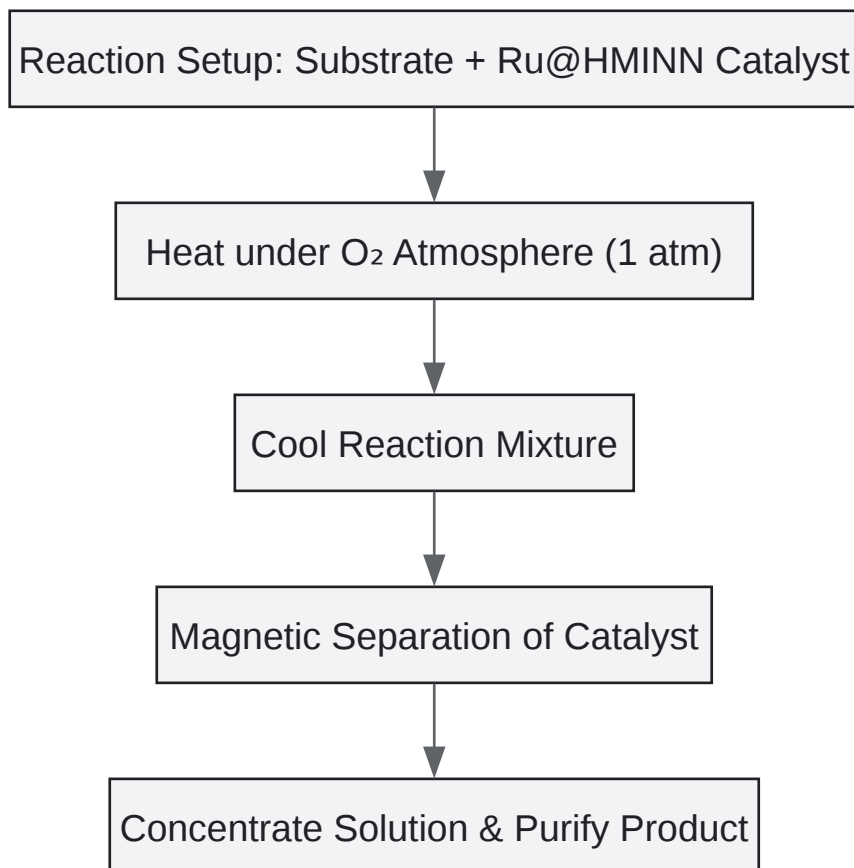 Reaction Setup: Substrate + Ru@HMINN Catalyst
Heat under O₂ Atmosphere (1 atm)
Cool Reaction Mixture
Magnetic Separation of Catalyst
Concentrate Solution & Purify Product